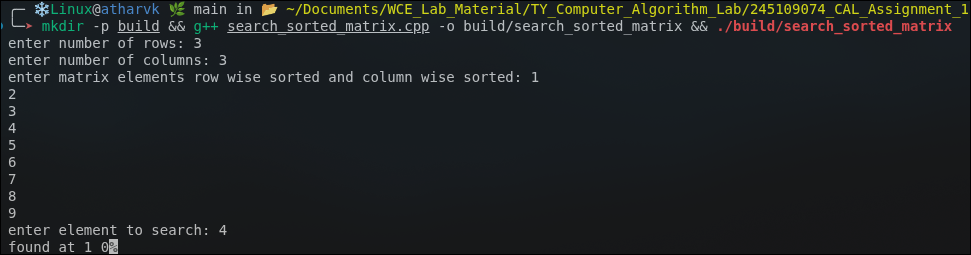 ╭─ ❄️Linux@atharvk 🌿 main in 📂 ~/Documents/WCE_Lab_Material/TY_Computer_Algorithm_Lab/245109074_CAL_Assignment_1
╰─➤ mkdir -p build && g++ search_sorted_matrix.cpp -o build/search_sorted_matrix && ./build/search_sorted_matrix
enter number of rows: 3
enter number of columns: 3
enter matrix elements row wise sorted and column wise sorted: 1
2
3
4
5
6
7
8
9
enter element to search: 4
found at 1 0%